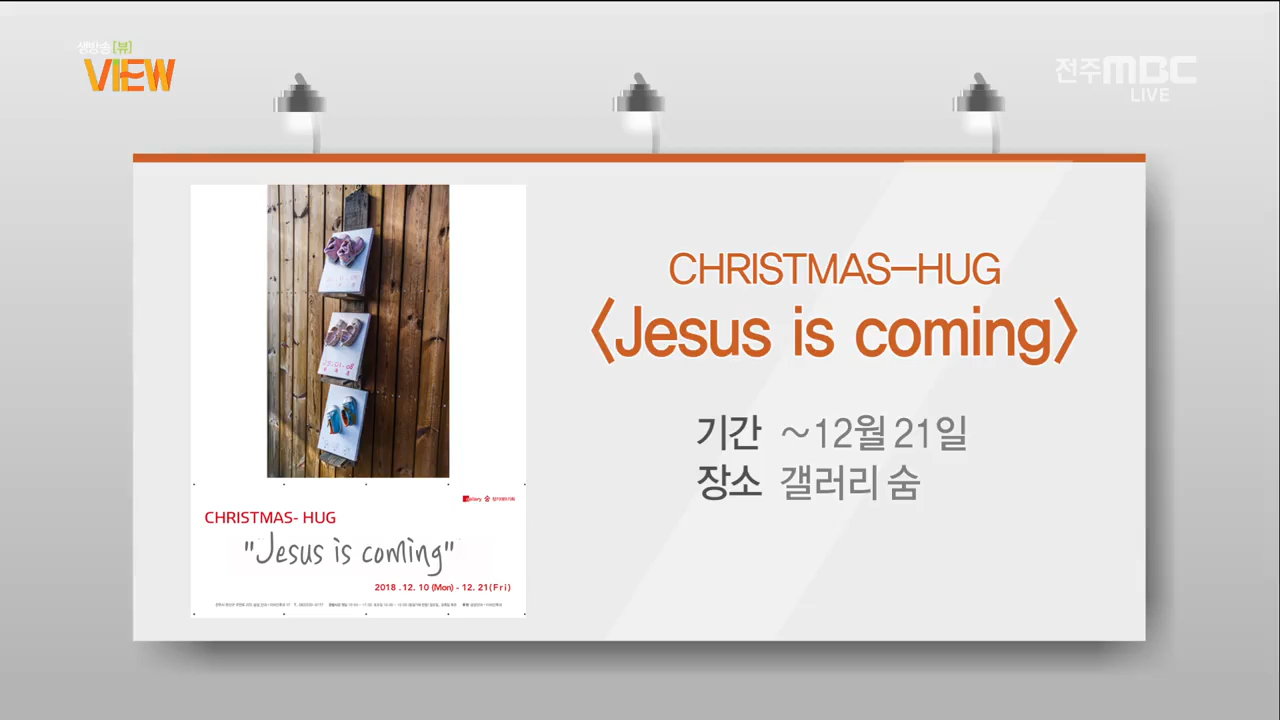 생방송[뷰]
VIEW
전주MBC
LIVE
CHRISTMAS-HUG
〈Jesus is coming〉
기간 ~12월 21일
장소 갤러리 숨
CHRISTMAS- HUG
"Jesus is coming"
2018 . 12. 10 (Mon) - 12. 21(Fri)